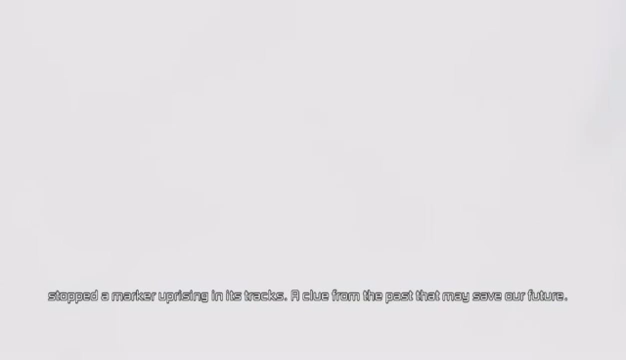 stopped a marker uprising in its tracks. A clue from the past that may save our future.